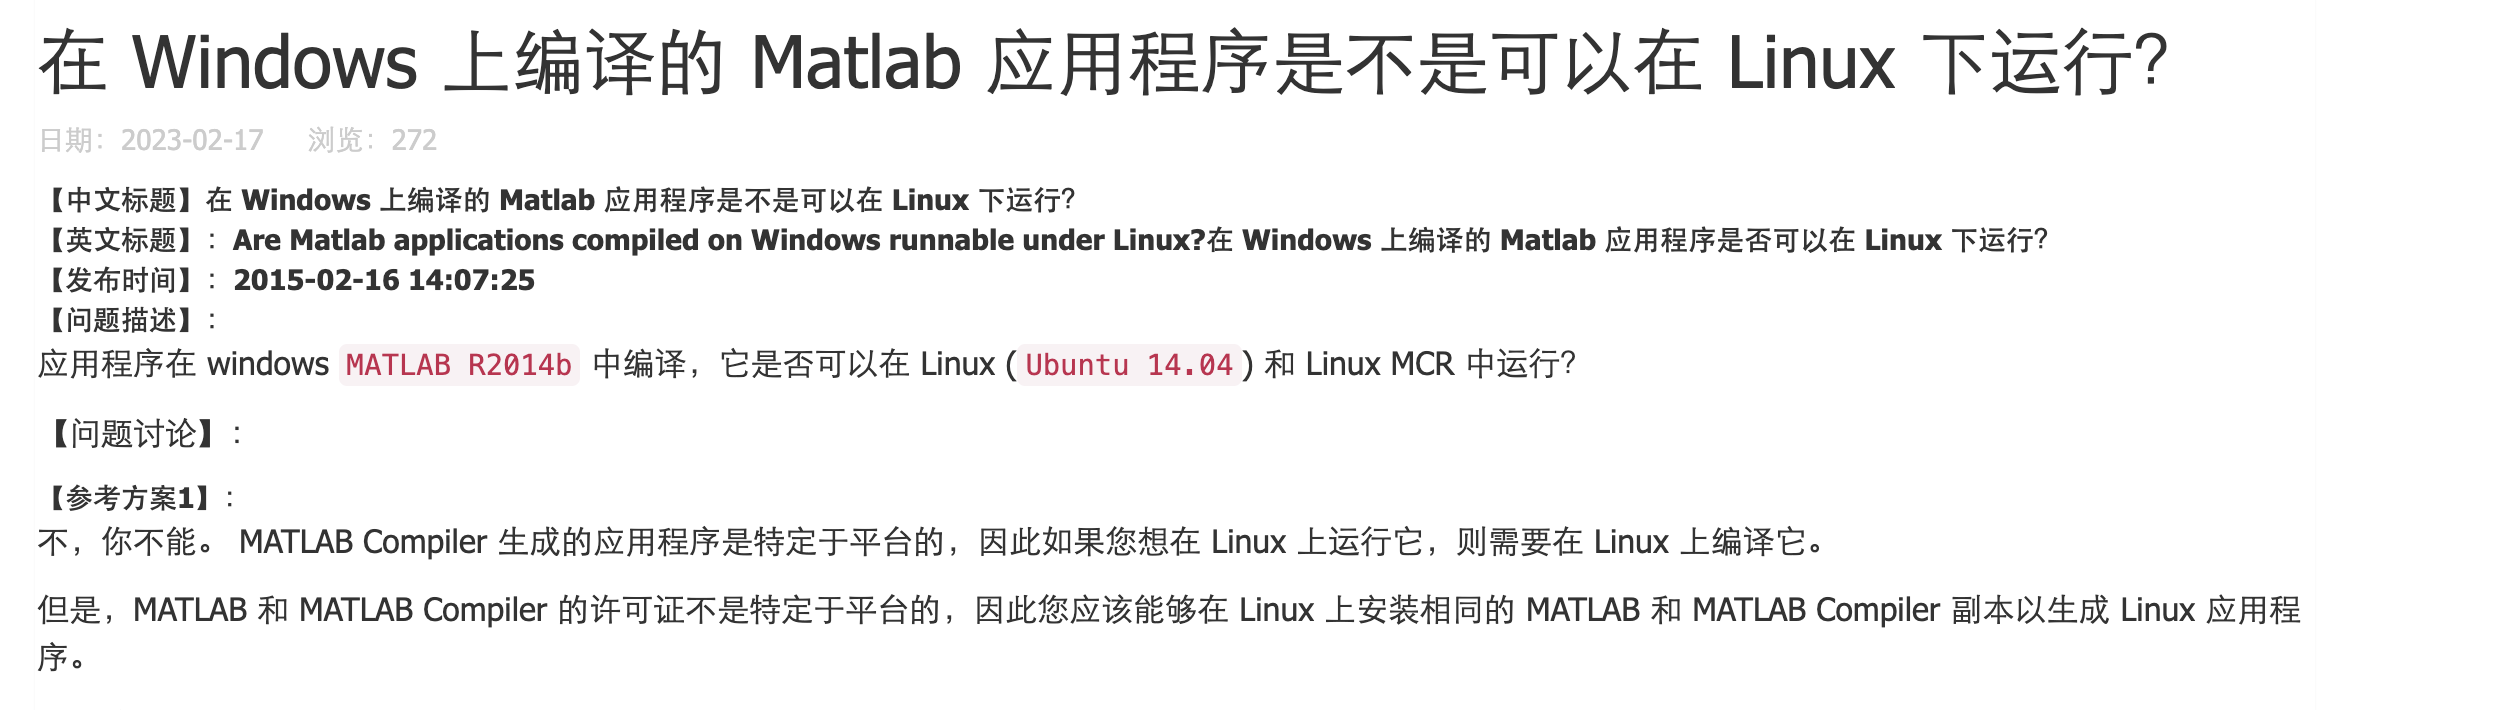 在 Windows 上编译的 Matlab 应用程序是不是可以在 Linux 下运行？
日期： 2023-02-17 浏览： 272
【中文标题】在 Windows 上编译的 Matlab 应用程序是不是可以在 Linux 下运行？
【英文标题】：Are Matlab applications compiled on Windows runnable under Linux?在 Windows 上编译的 Matlab 应用程序是否可以在 Linux 下运行？
【发布时间】：2015-02-16 14:07:25
【问题描述】：
应用程序在 windows MATLAB R2014b 中编译，它是否可以在 Linux (Ubuntu 14.04) 和 Linux MCR 中运行？
【问题讨论】：
【参考方案1】：
不，你不能。 MATLAB Compiler 生成的应用程序是特定于平台的，因此如果您想在 Linux 上运行它，则需要在 Linux 上编译它。
但是，MATLAB 和 MATLAB Compiler 的许可证不是特定于平台的，因此您应该能够在 Linux 上安装相同的 MATLAB 和 MATLAB Compiler 副本以生成 Linux 应用程
序。